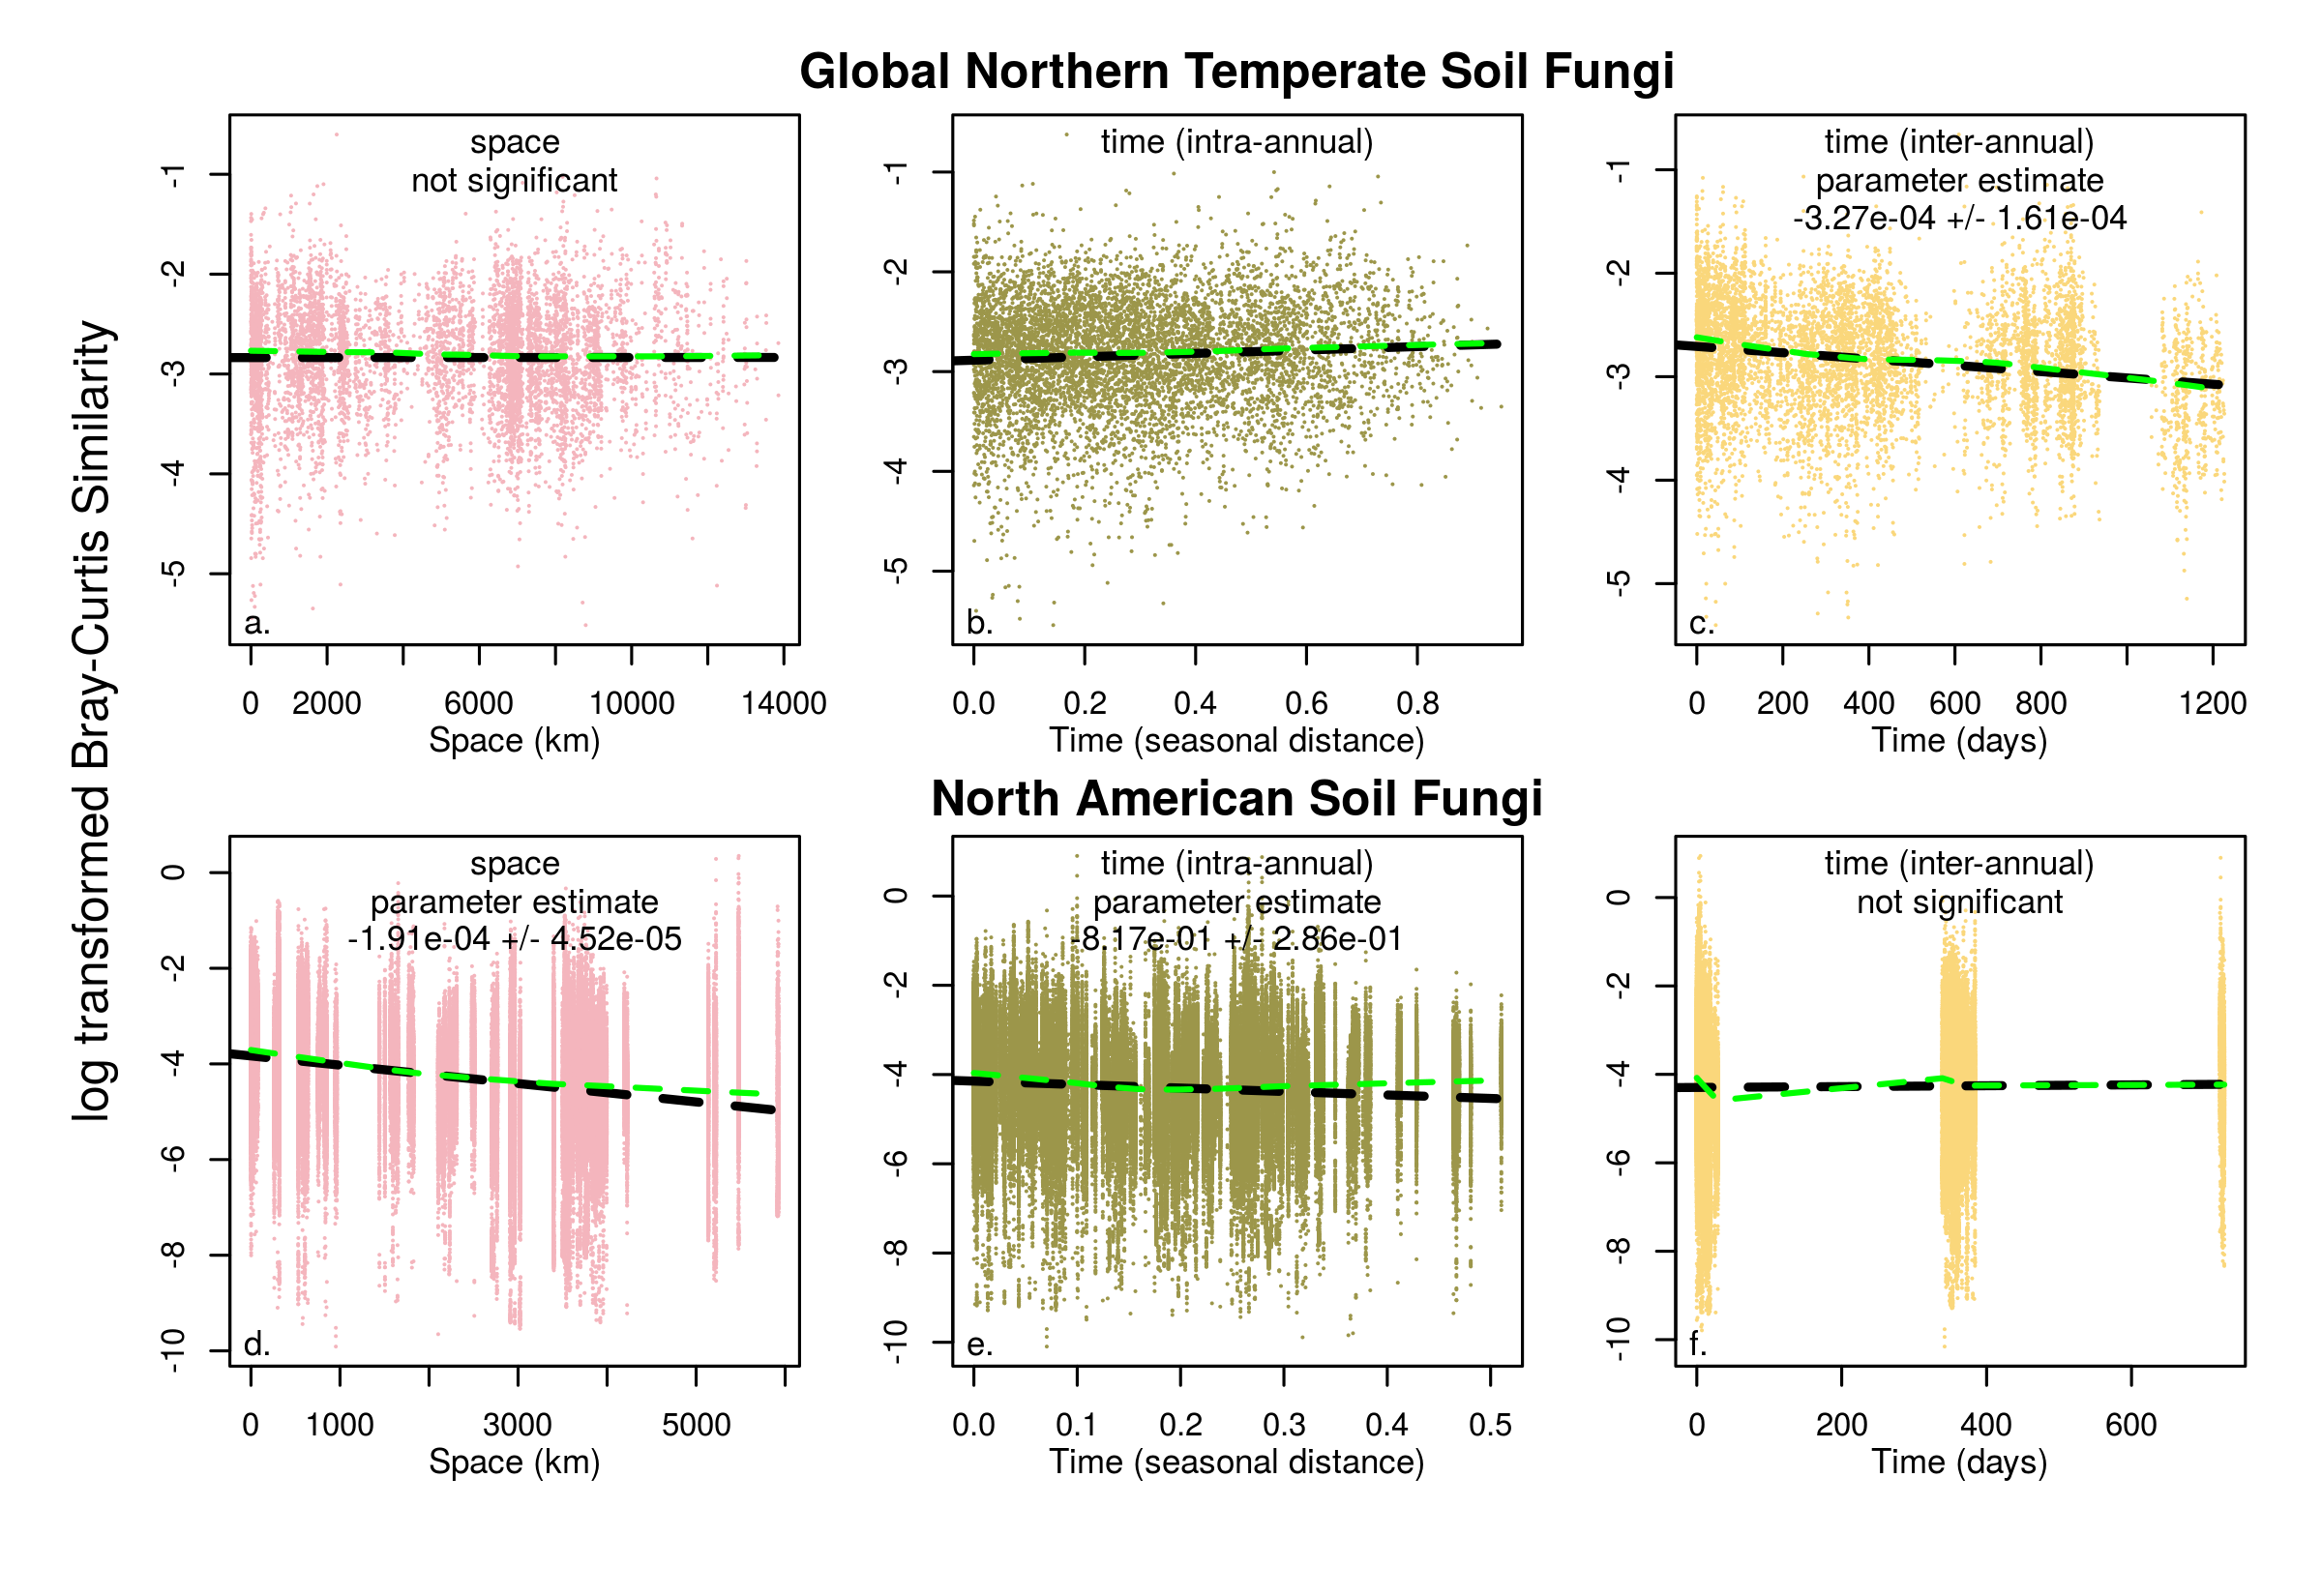 Global Northern Temperate Soil Fungi
log transformed Bray-Curtis Similarity
space
not significant
-1
-2
-3
-4
-5
a.
0 2000 6000 10000 14000
Space (km)
time (intra-annual)
-1
-2
-3
-4
-5
b.
0.0 0.2 0.4 0.6 0.8
Time (seasonal distance)
time (inter-annual)
parameter estimate
-3.27e-04 +/- 1.61e-04
-1
-2
-3
-4
-5
c.
0 200 400 600 800 1200
Time (days)
North American Soil Fungi
space
parameter estimate
-1.91e-04 +/- 4.52e-05
0
-2
-4
-6
-8
-10
d.
0 1000 3000 5000
Space (km)
time (intra-annual)
parameter estimate
-8.17e-01 +/- 2.86e-01
0
-2
-4
-6
-8
-10
e.
0.0 0.1 0.2 0.3 0.4 0.5
Time (seasonal distance)
time (inter-annual)
not significant
0
-2
-4
-6
-8
-10
f.
0 200 400 600
Time (days)